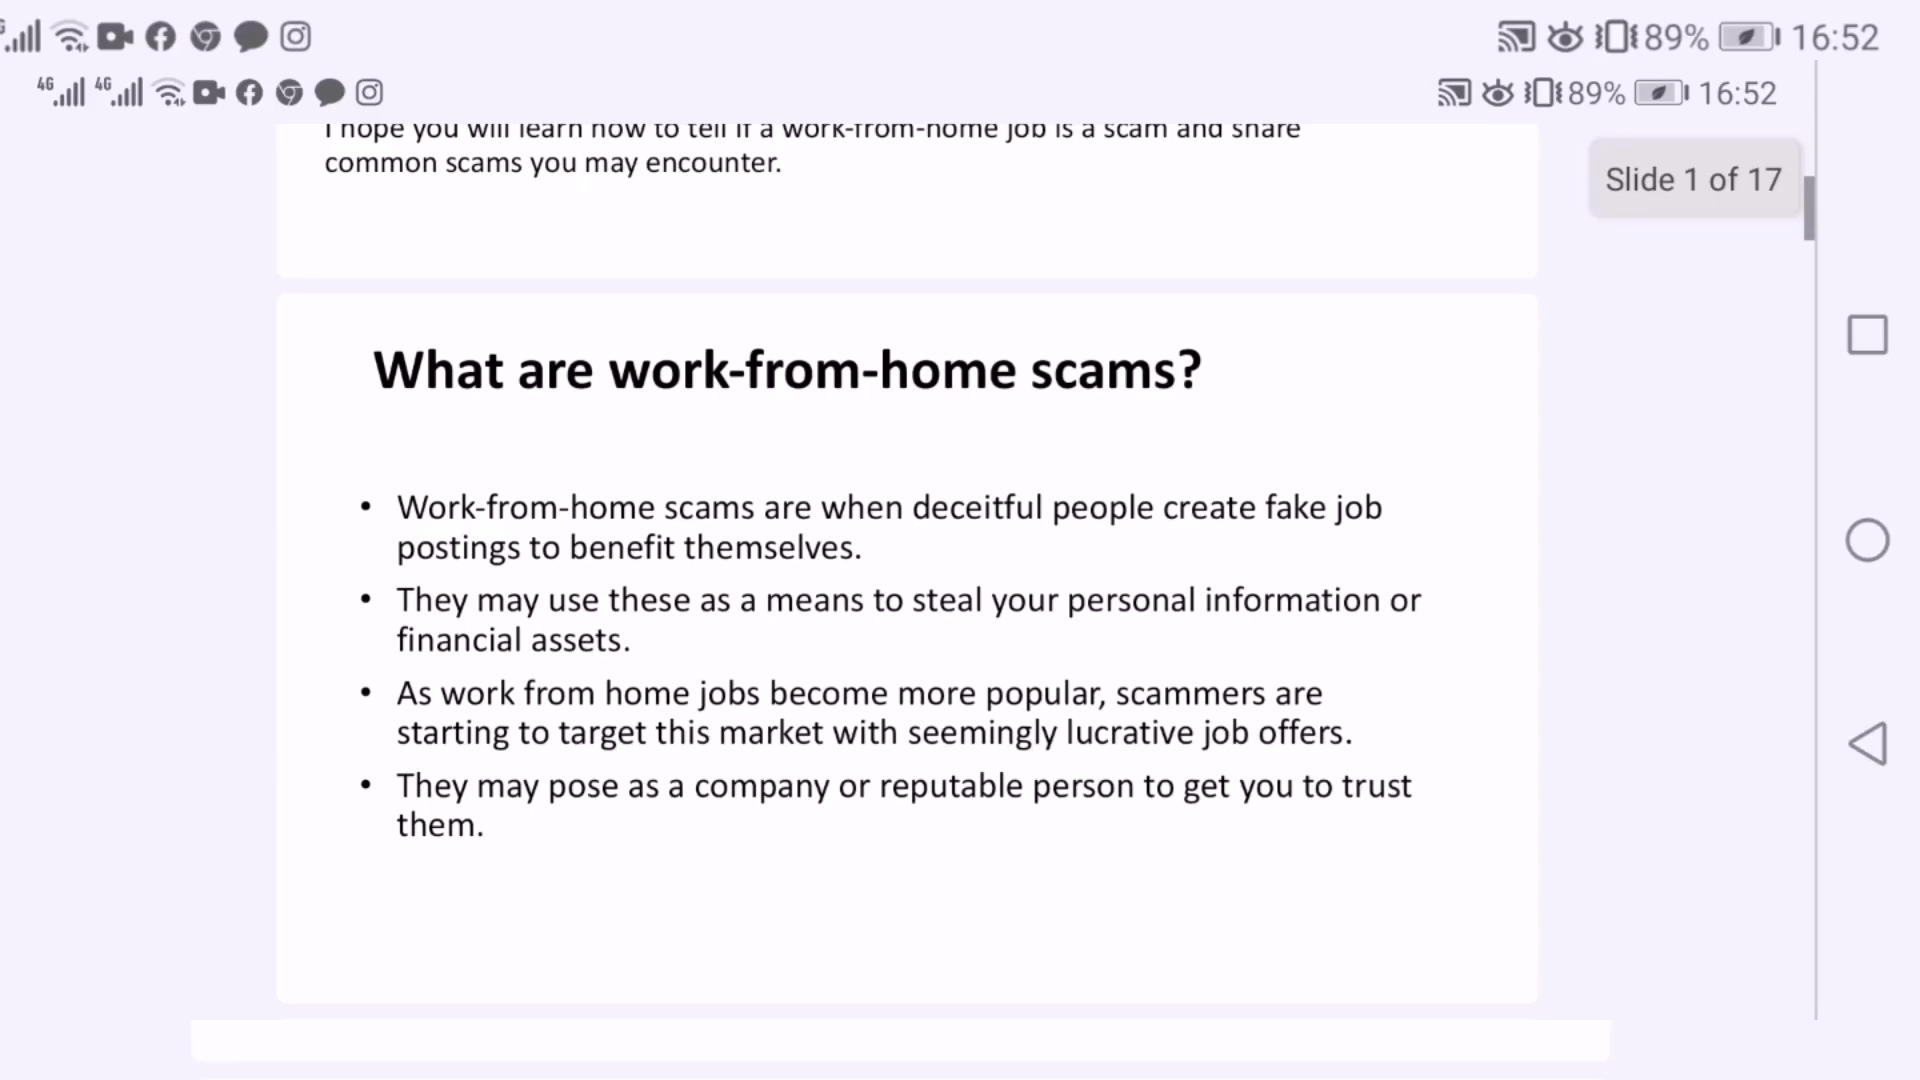 89% 16:52
4G 4G 89% 16:52
I hope you will learn how to tell if a work-from-home job is a scam and share
common scams you may encounter.
Slide 1 of 17
What are work-from-home scams?
• Work-from-home scams are when deceitful people create fake job
postings to benefit themselves.
• They may use these as a means to steal your personal information or
financial assets.
• As work from home jobs become more popular, scammers are
starting to target this market with seemingly lucrative job offers.
• They may pose as a company or reputable person to get you to trust
them.